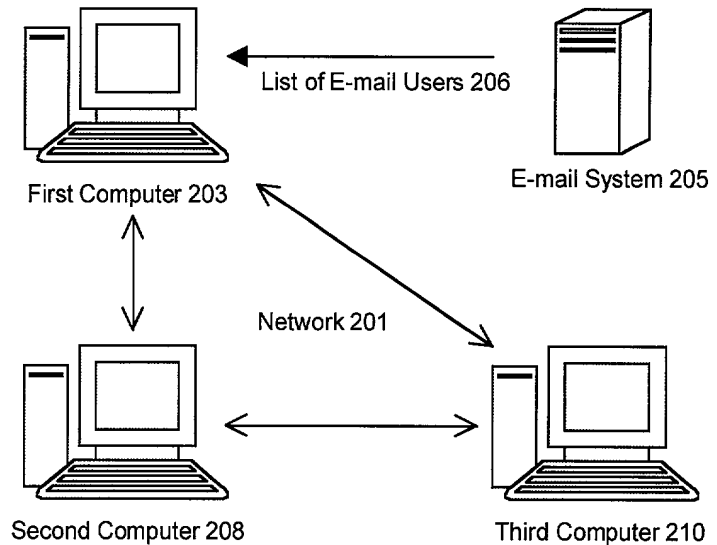 List of E-mail Users 206
E-mail System 205
First Computer 203
Network 201
Second Computer 208
Third Computer 210